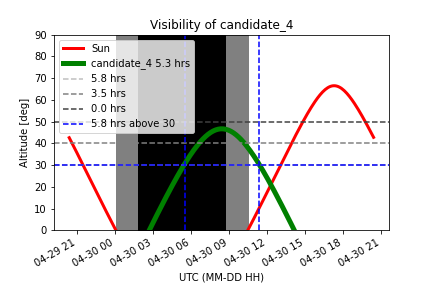 Visibility of candidate_4
Altitude [deg]
90
80
70
60
50
40
30
20
10
0
Sun
candidate_4 5.3 hrs
5.8 hrs
3.5 hrs
0.0 hrs
5.8 hrs above 30
04-29 21
04-30 00
04-30 03
04-30 06
04-30 09
04-30 12
04-30 15
04-30 18
04-30 21
UTC (MM-DD HH)